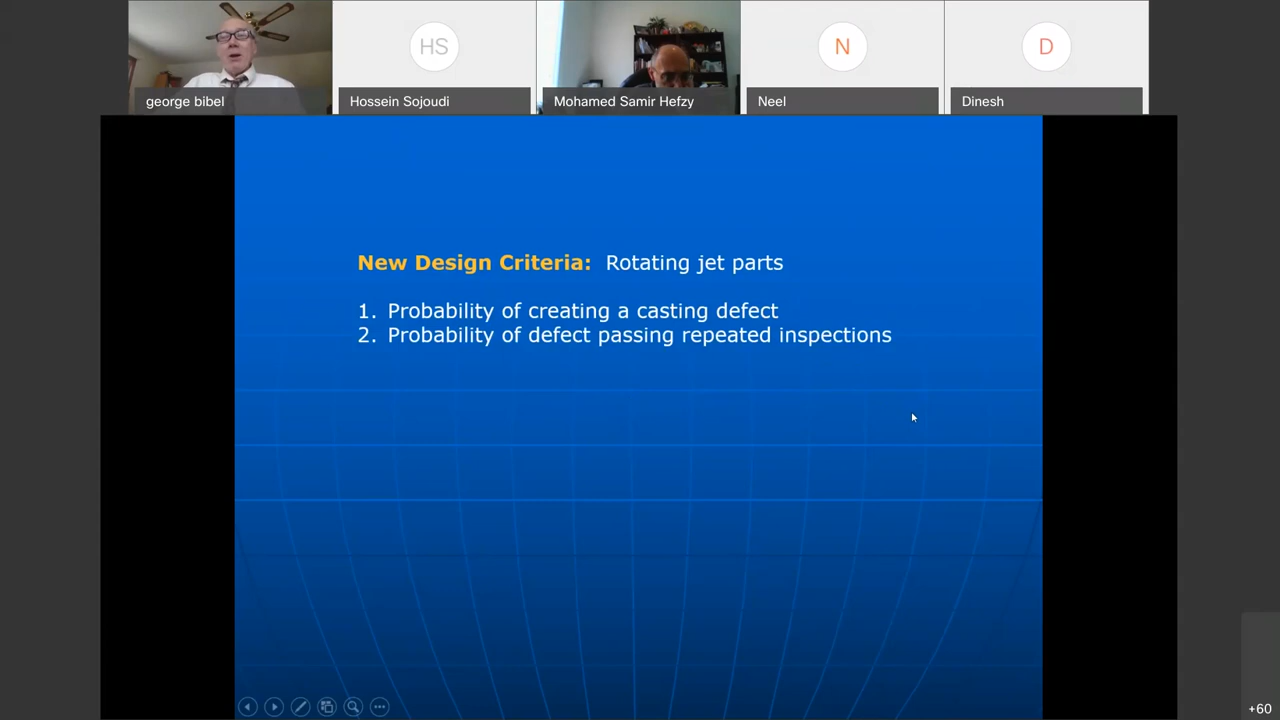 HS
N
D
george bibel
Hossein Sojoudi
Mohamed Samir Hefzy
Neel
Dinesh
New Design Criteria: Rotating jet parts
1. Probability of creating a casting defect
2. Probability of defect passing repeated inspections
+60